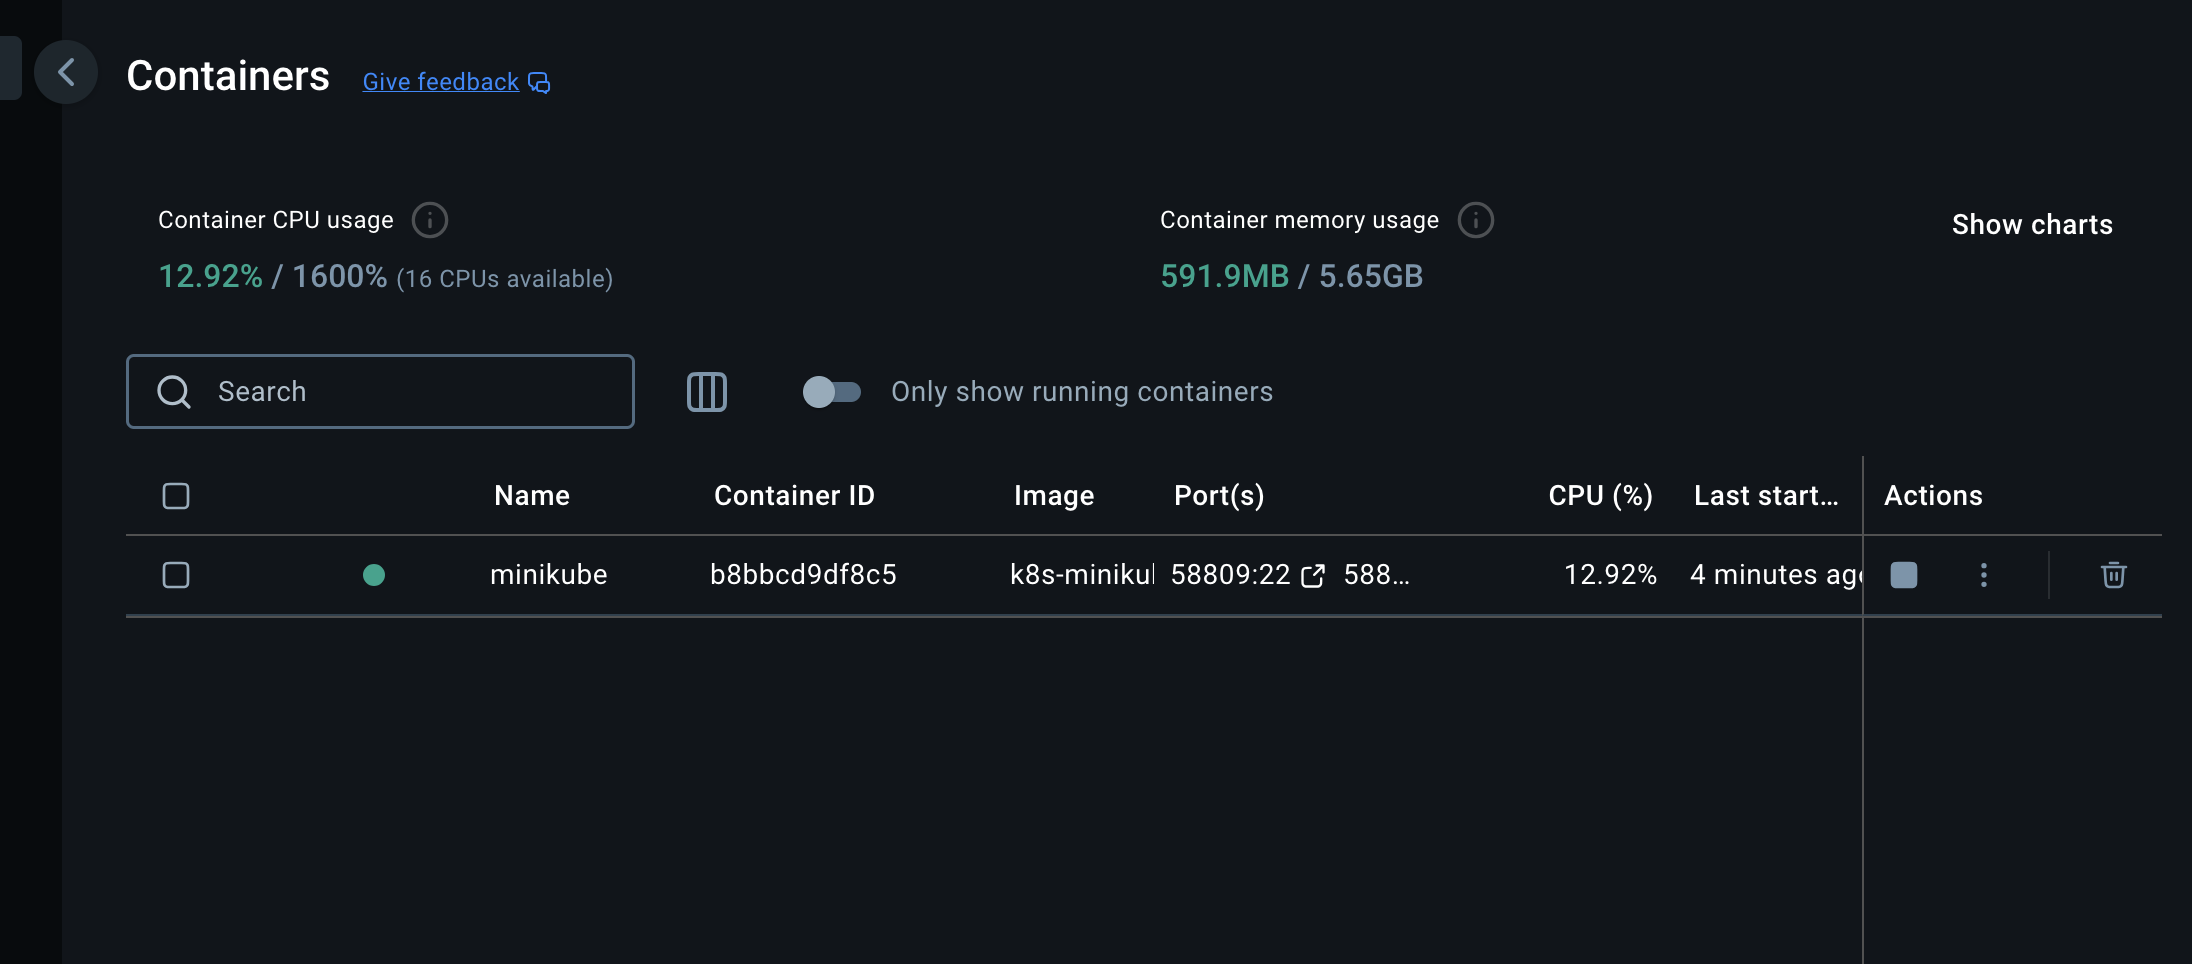 Containers Give feedback
Container CPU usage
12.92% / 1600% (16 CPUs available)
Container memory usage
591.9MB / 5.65GB
Show charts
Search
Only show running containers
Name Container ID Image Port(s) CPU (%) Last start... Actions
minikube b8bbcd9df8c5 k8s-miniku 58809:22 588... 12.92% 4 minutes ago